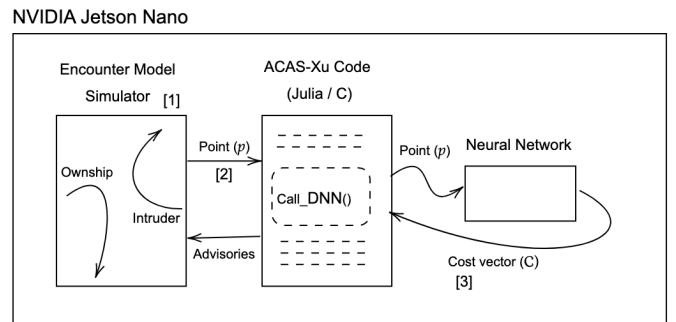 NVIDIA Jetson Nano
Encounter Model
Simulator [1]
ACAS-Xu Code
(Julia / C)
Ownship
Intruder
Point (p)
[2]
Advisories
Call_DNN()
Point (p)
Neural Network
Cost vector (C)
[3]